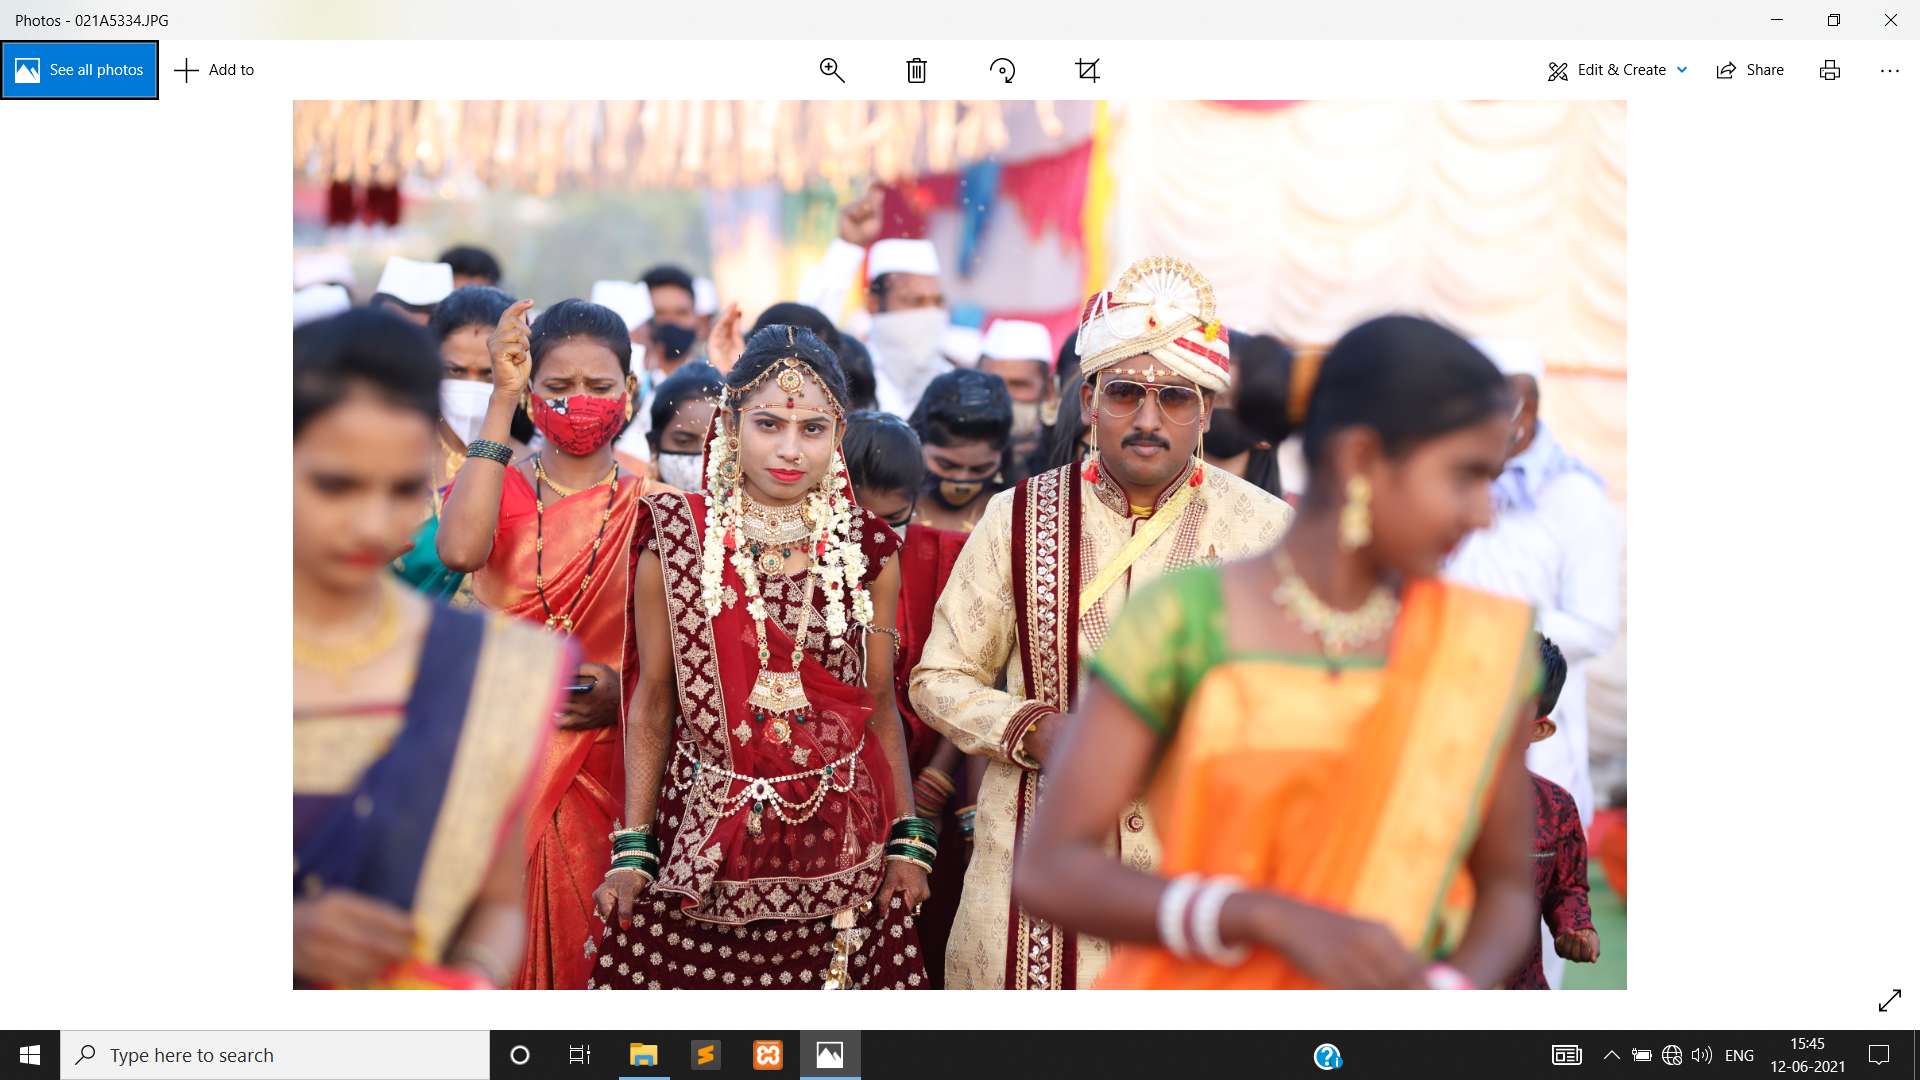 Photos - 021A5334.JPG
See all photos
Add to
Edit & Create
Share
Type here to search
ENG
15:45
12-06-2021